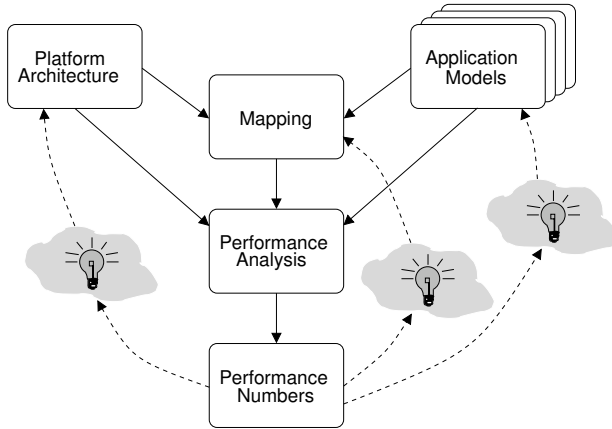 Platform
Architecture
Application
Models
Mapping
Performance
Analysis
Performance
Numbers